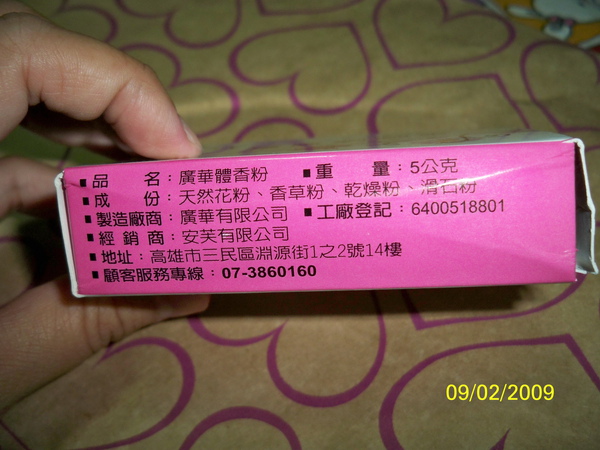 ■品　　名：廣華體香粉　■重　　量：5公克
■成　　份：天然花粉、香草粉、乾燥粉、滑石粉
■製造廠商：廣華有限公司　■工廠登記：6400518801
■經 銷 商：安芙有限公司
■地址：高雄市三民區淵源街1之2號14樓
■顧客服務專線：07-3860160
09/02/2009